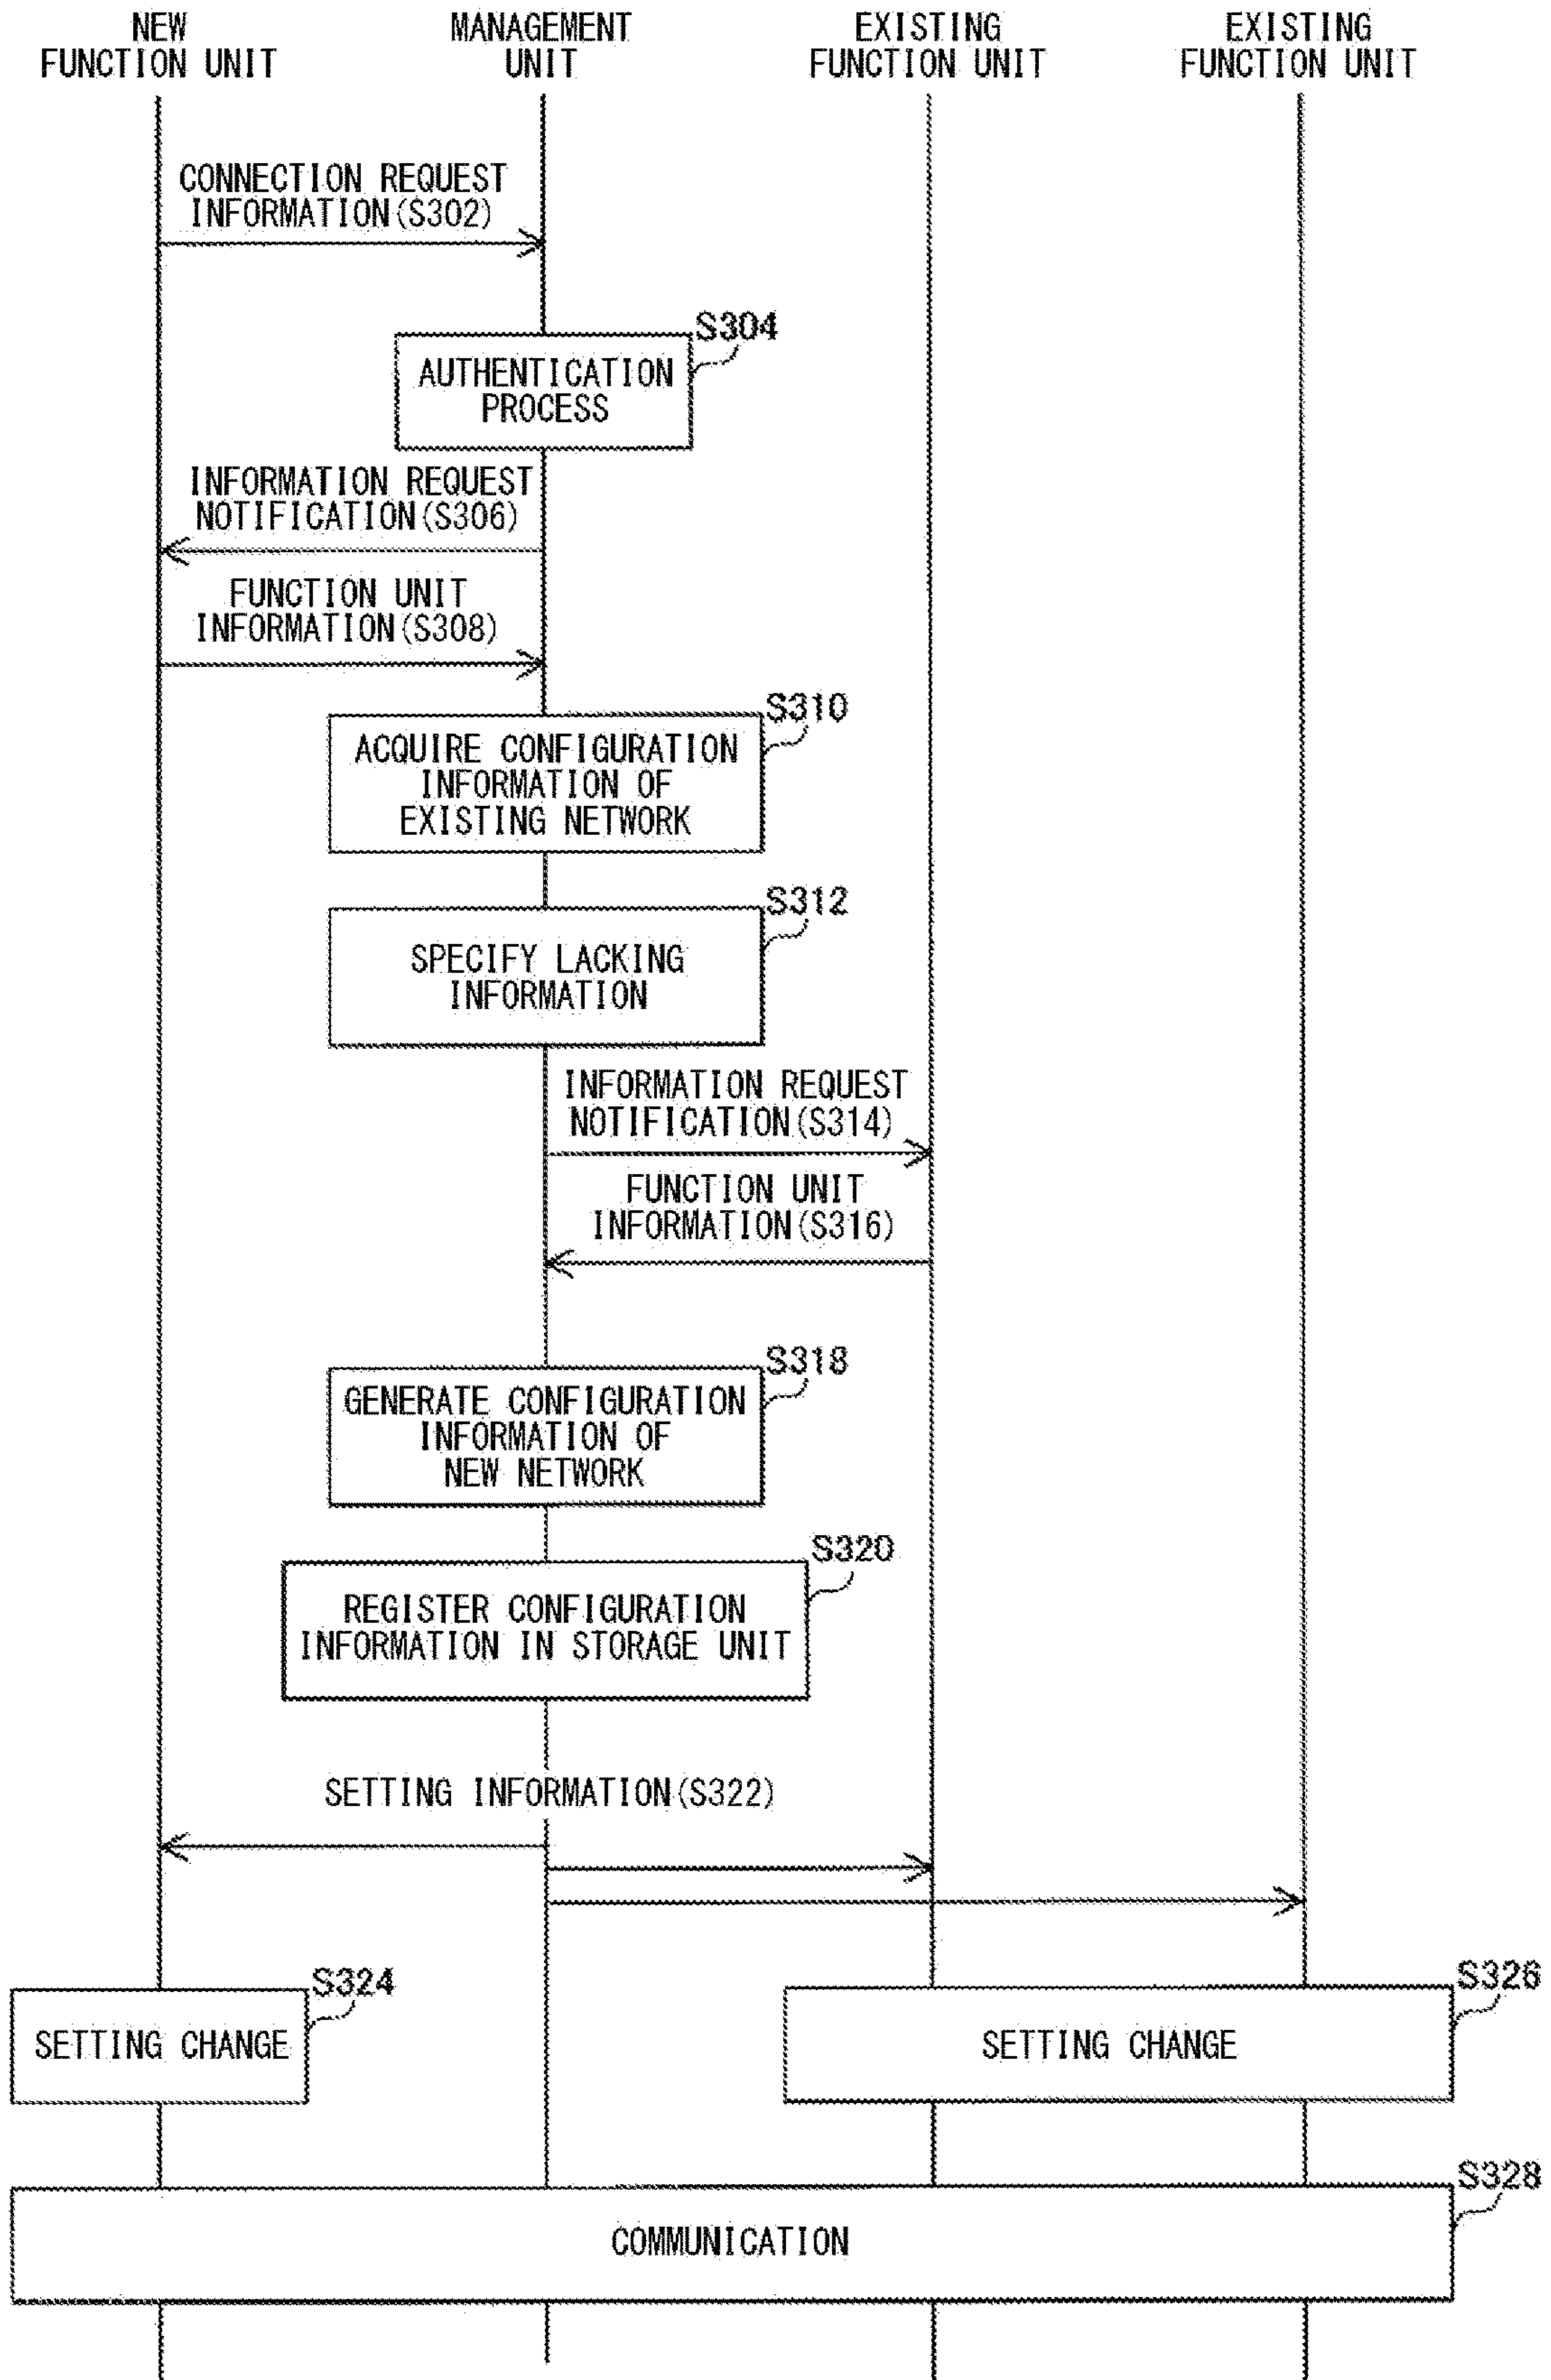 NEW
FUNCTION UNIT
MANAGEMENT
UNIT
EXISTING
FUNCTION UNIT
EXISTING
FUNCTION UNIT
CONNECTION REQUEST
INFORMATION(S302)
S304
AUTHENTICATION
PROCESS
INFORMATION REQUEST
NOTIFICATION(S306)
FUNCTION UNIT
INFORMATION(S308)
S310
ACQUIRE CONFIGURATION
INFORMATION OF
EXISTING NETWORK
S312
SPECIFY LACKING
INFORMATION
INFORMATION REQUEST
NOTIFICATION(S314)
FUNCTION UNIT
INFORMATION(S316)
S318
GENERATE CONFIGURATION
INFORMATION OF
NEW NETWORK
S320
REGISTER CONFIGURATION
INFORMATION IN STORAGE UNIT
SETTING INFORMATION(S322)
S324
SETTING CHANGE
S326
SETTING CHANGE
S328
COMMUNICATION